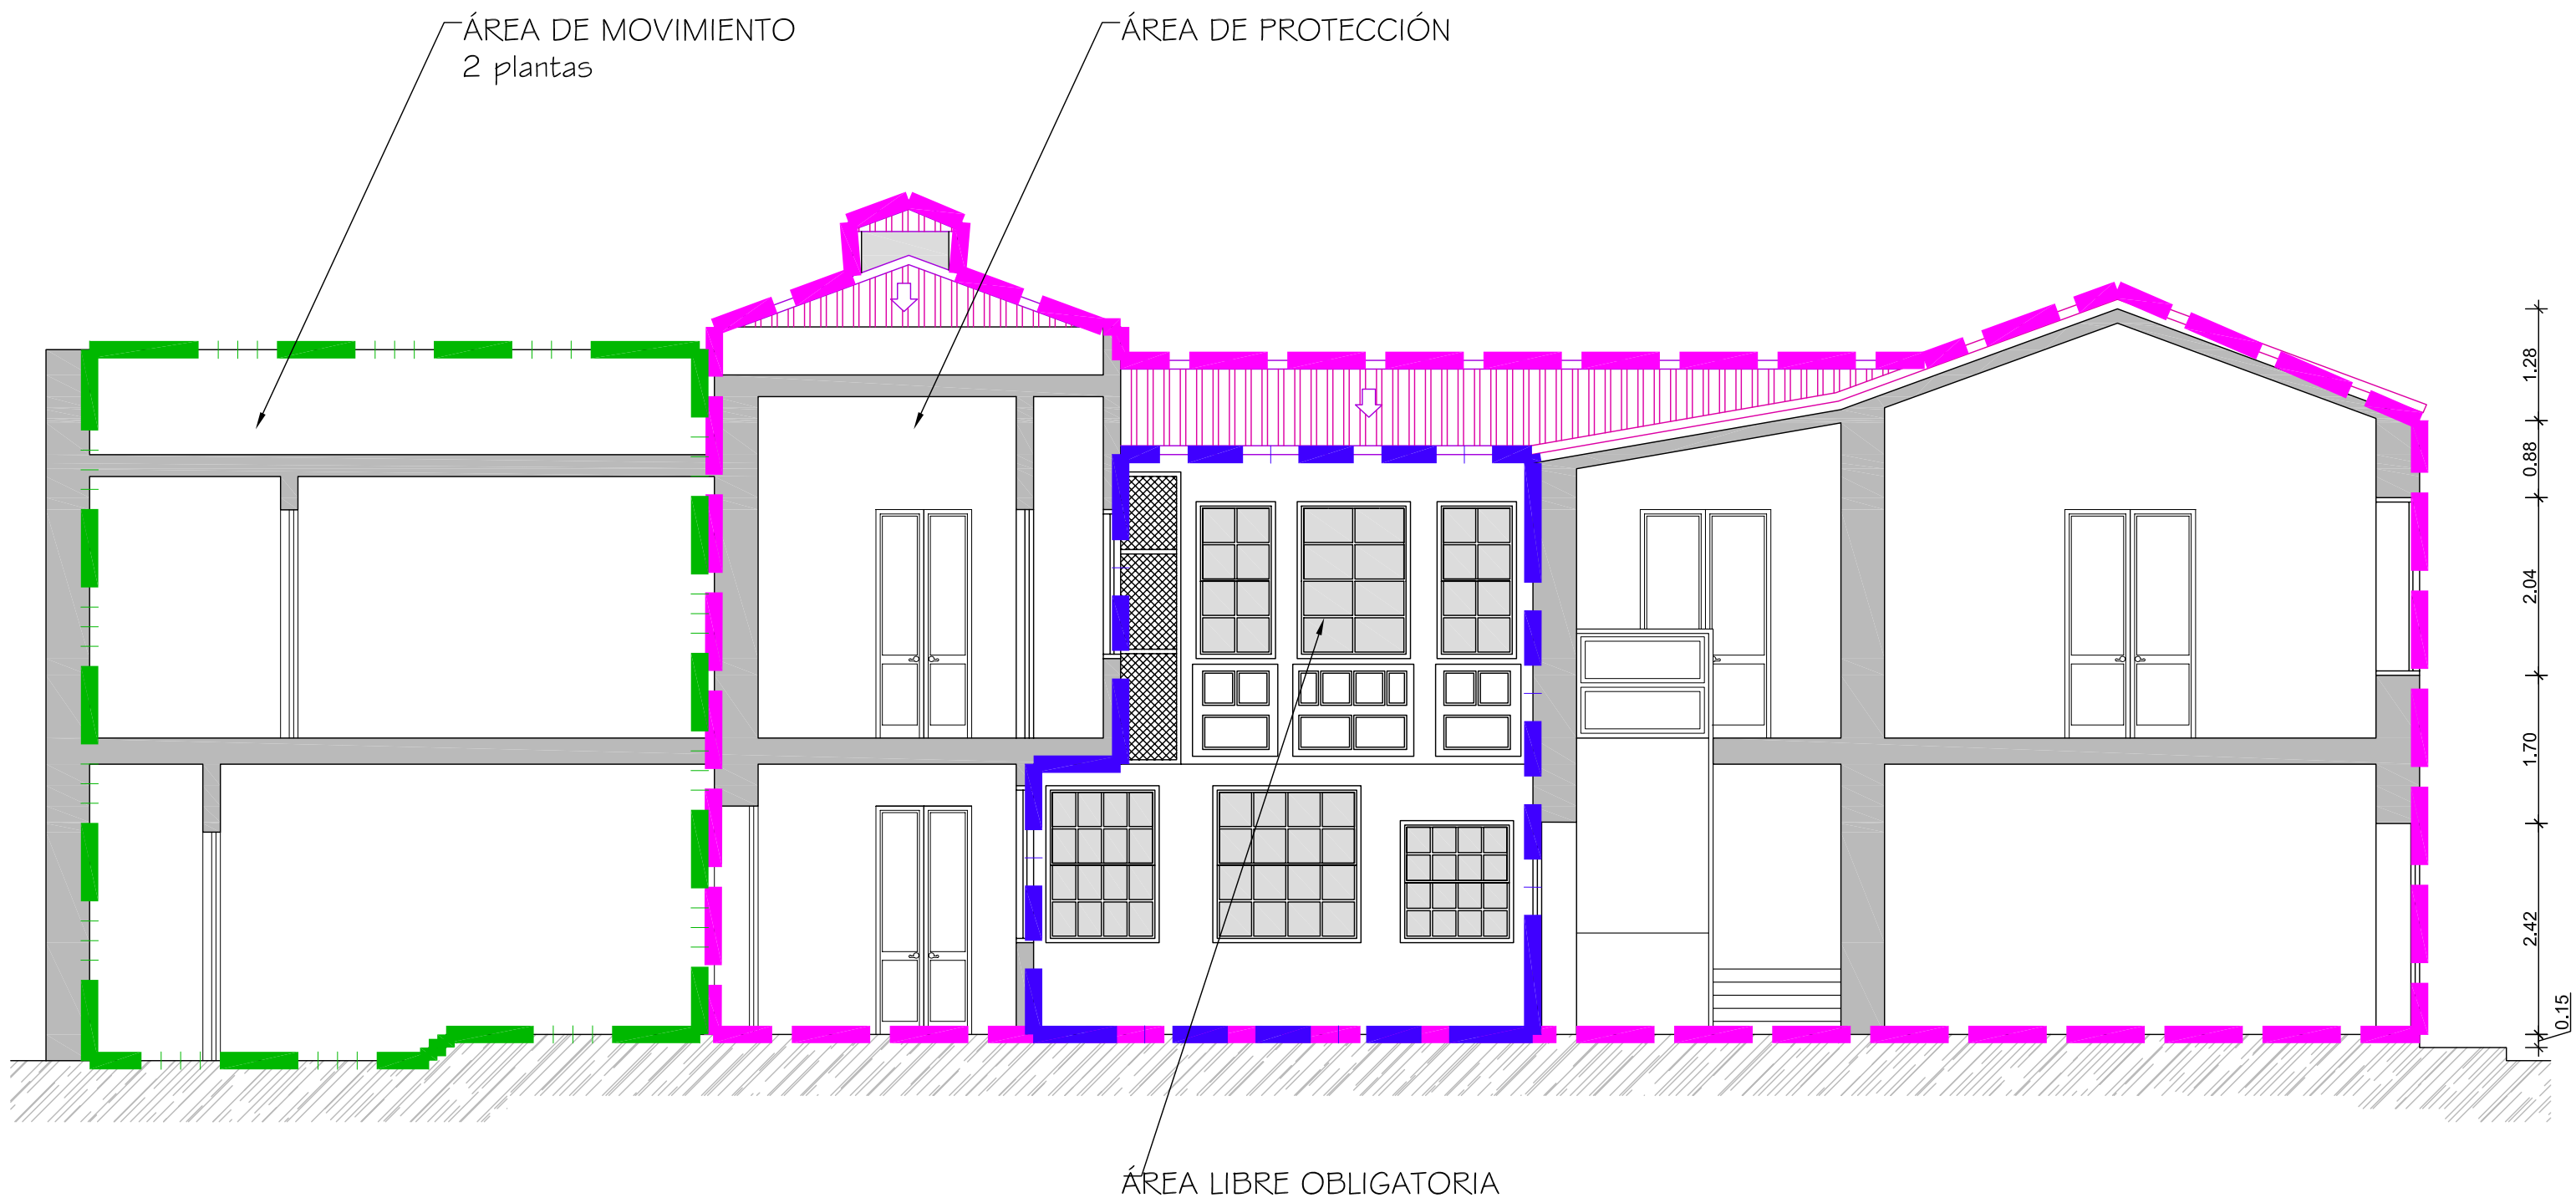 ÁREA DE MOVIMIENTO
2 plantas
ÁREA DE PROTECCIÓN
1.28
0.88
2.04
1.70
2.42
0.15
ÁREA LIBRE OBLIGATORIA